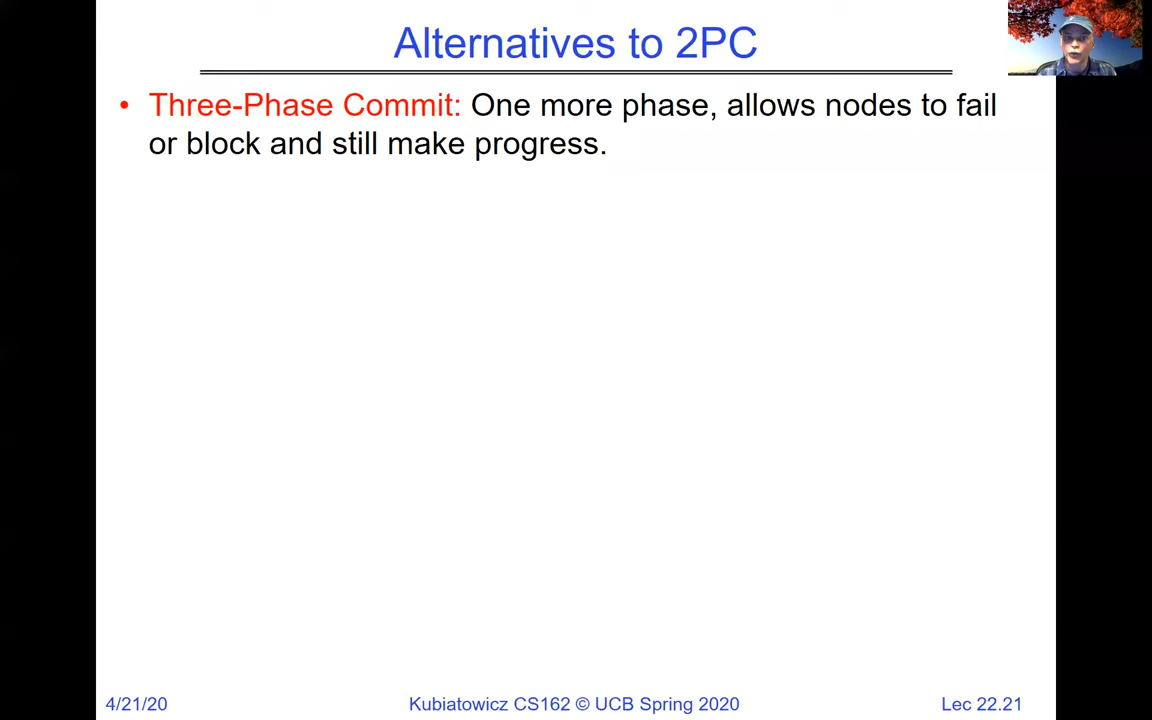 Alternatives to 2PC
• Three-Phase Commit: One more phase, allows nodes to fail
or block and still make progress.
4/21/20 Kubiatowicz CS162 © UCB Spring 2020 Lec 22.21